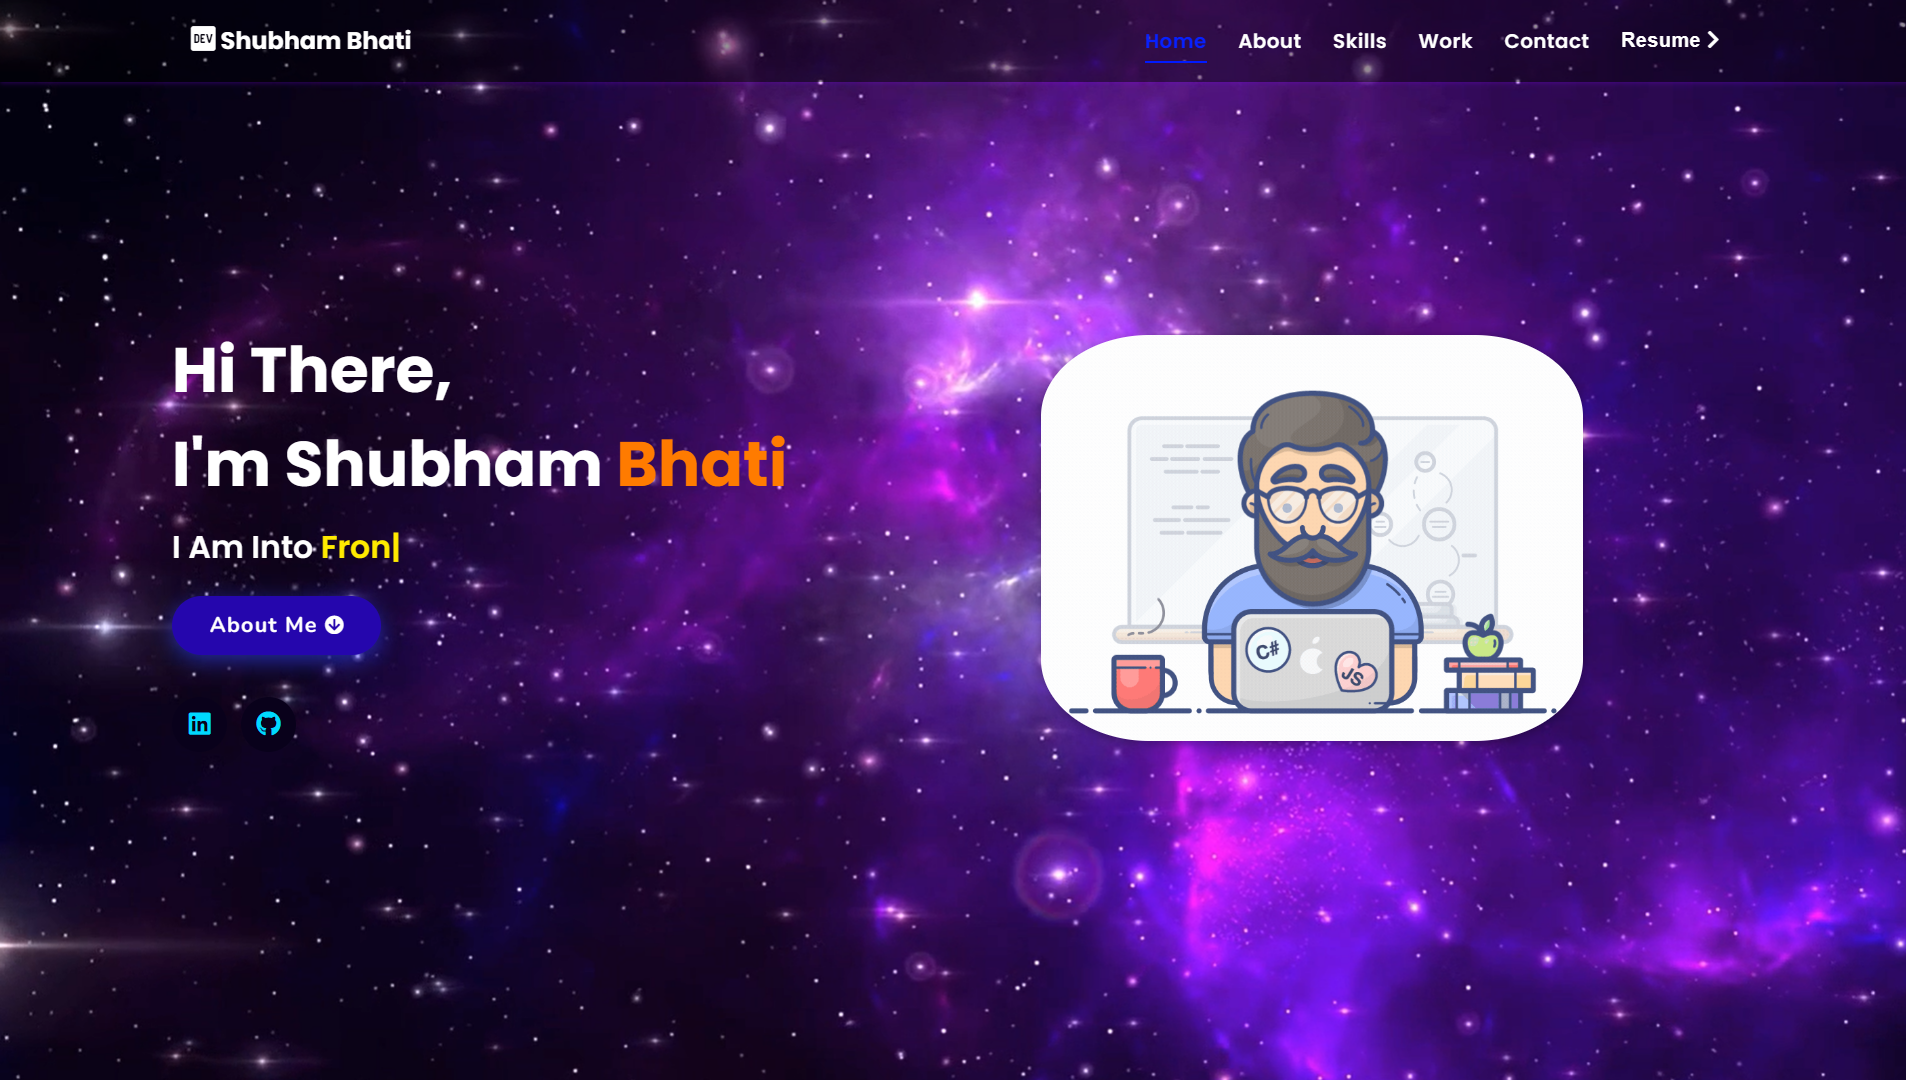 DEV Shubham Bhati
Home About Skills Work Contact Resume
Hi There,
I'm Shubham Bhati
I Am Into Fron|
About Me
in
C#
JS